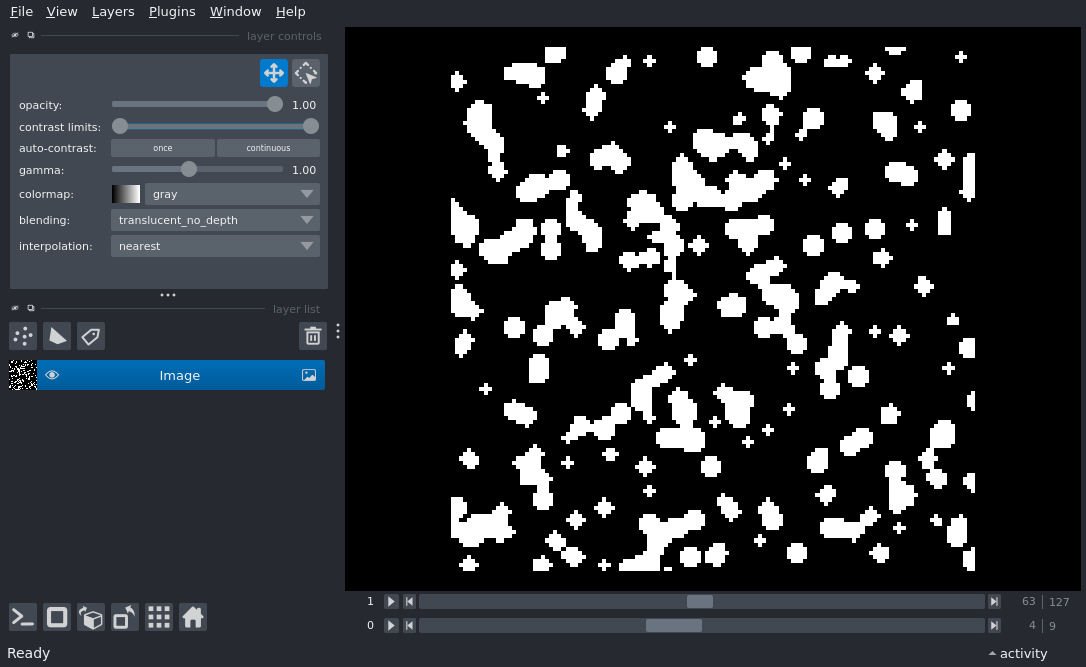 File View Layers Plugins Window Help
layer controls
opacity: 1.00
contrast limits:
auto-contrast: once continuous
gamma: 1.00
colormap: gray
blending: translucent_no_depth
interpolation: nearest
layer list
Image
1 63 127
0 4 9
Ready activity